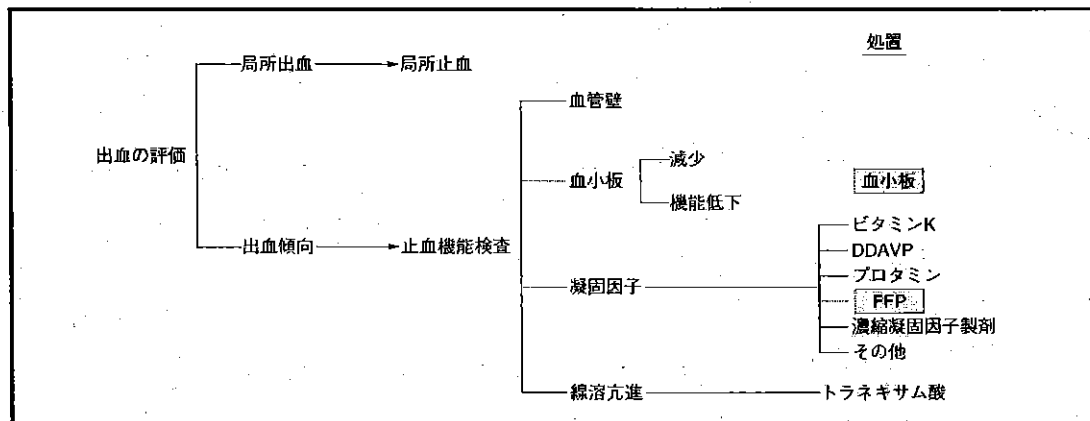 処置
局所出血
局所止血
血管壁
出血の評価
減少
血小板
血小板
機能低下
出血傾向
止血機能検査
ビタミンK
DDAVP
プロタミン
凝固因子
FFP
濃縮凝固因子製剤
その他
線溶亢進
トラネキサム酸